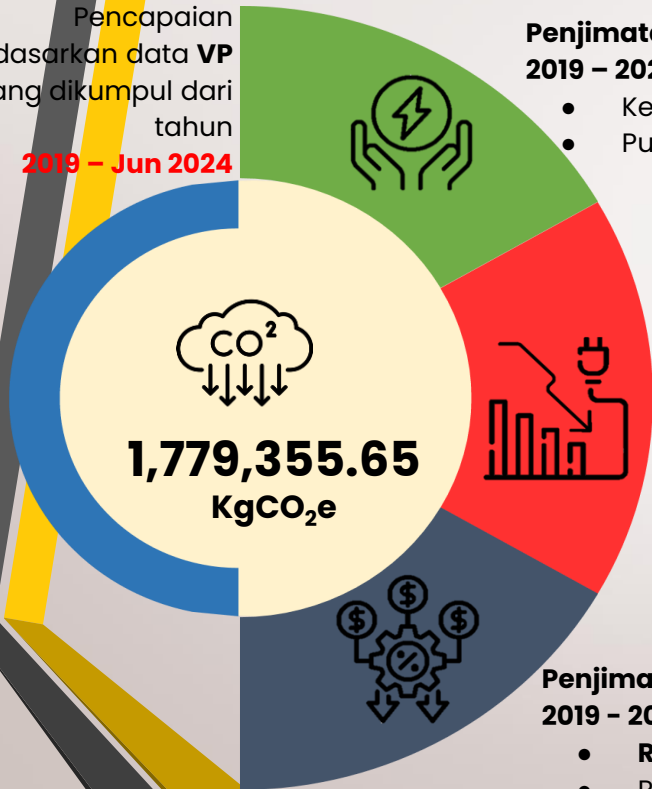 Pencapaian
dasarkan data VP
ang dikumpul dari
tahun
2019 – Jun 2024
Penjimat
2019 – 202
Ke
Pu
CO²
1,779,355.65
KgCO₂e
Penjima
2019 - 20
R